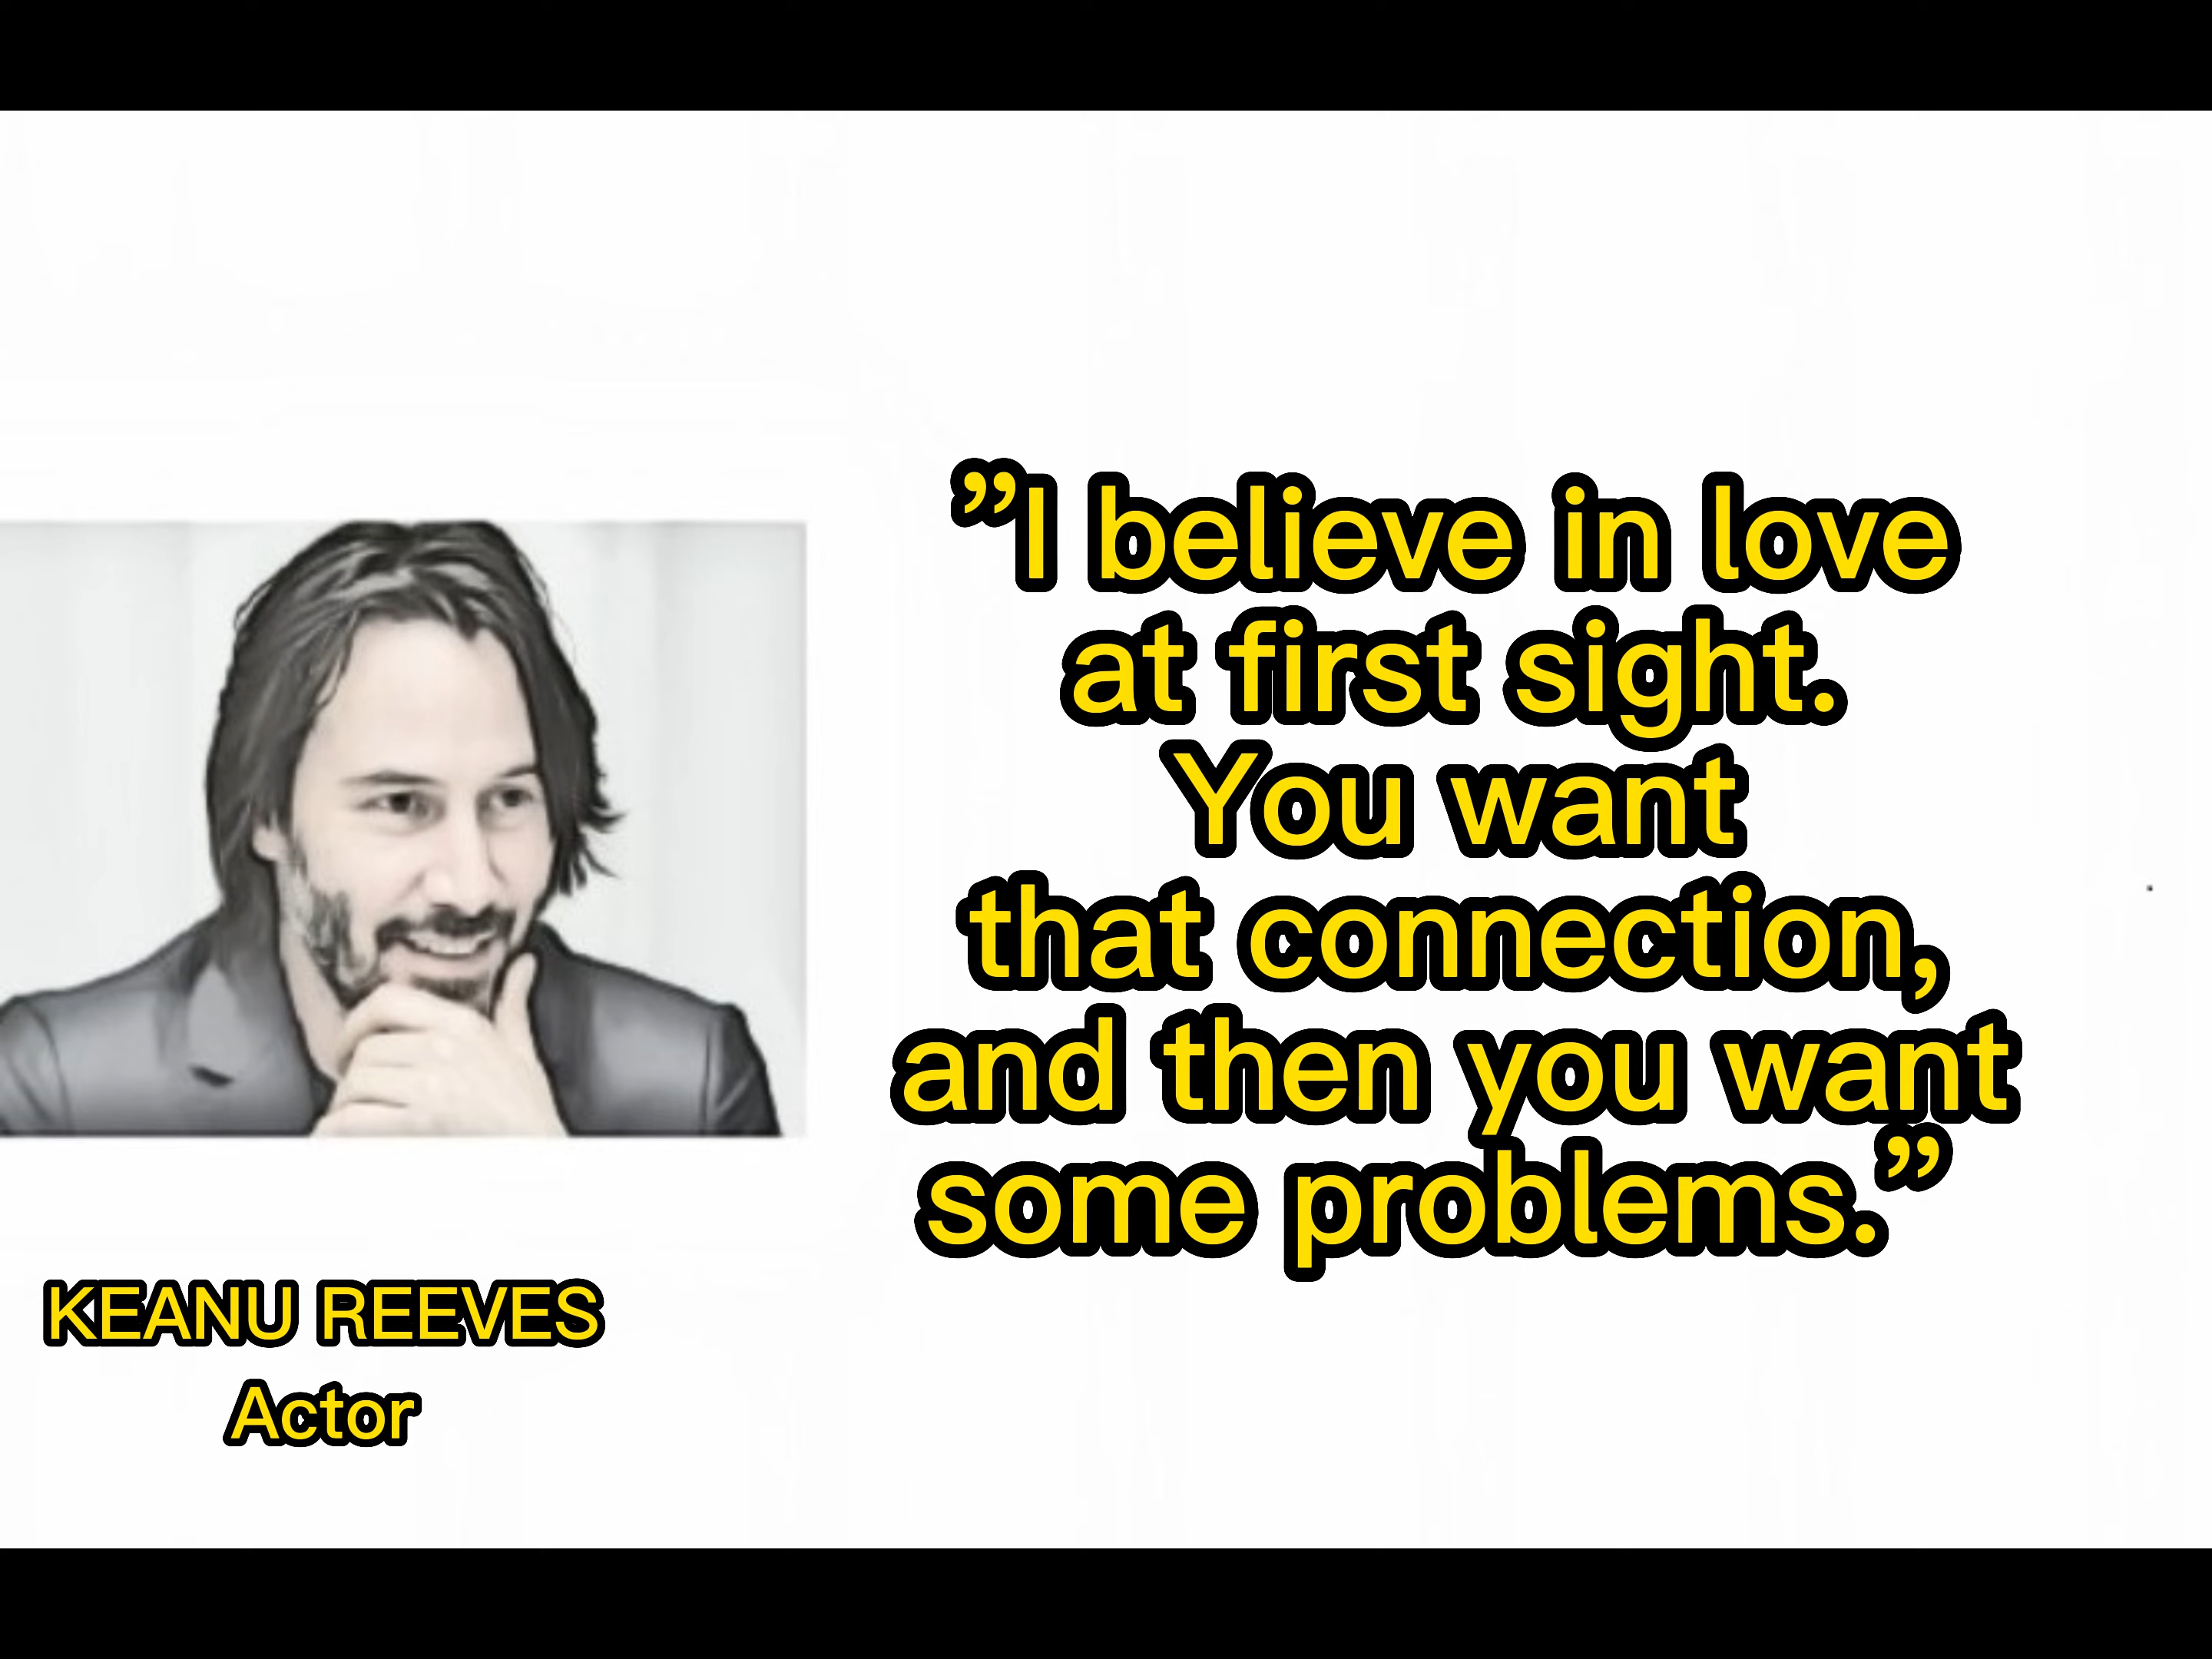 ”I believe in love
at first sight.
You want
that connection,
and then you want
some problems.”
KEANU REEVES
Actor